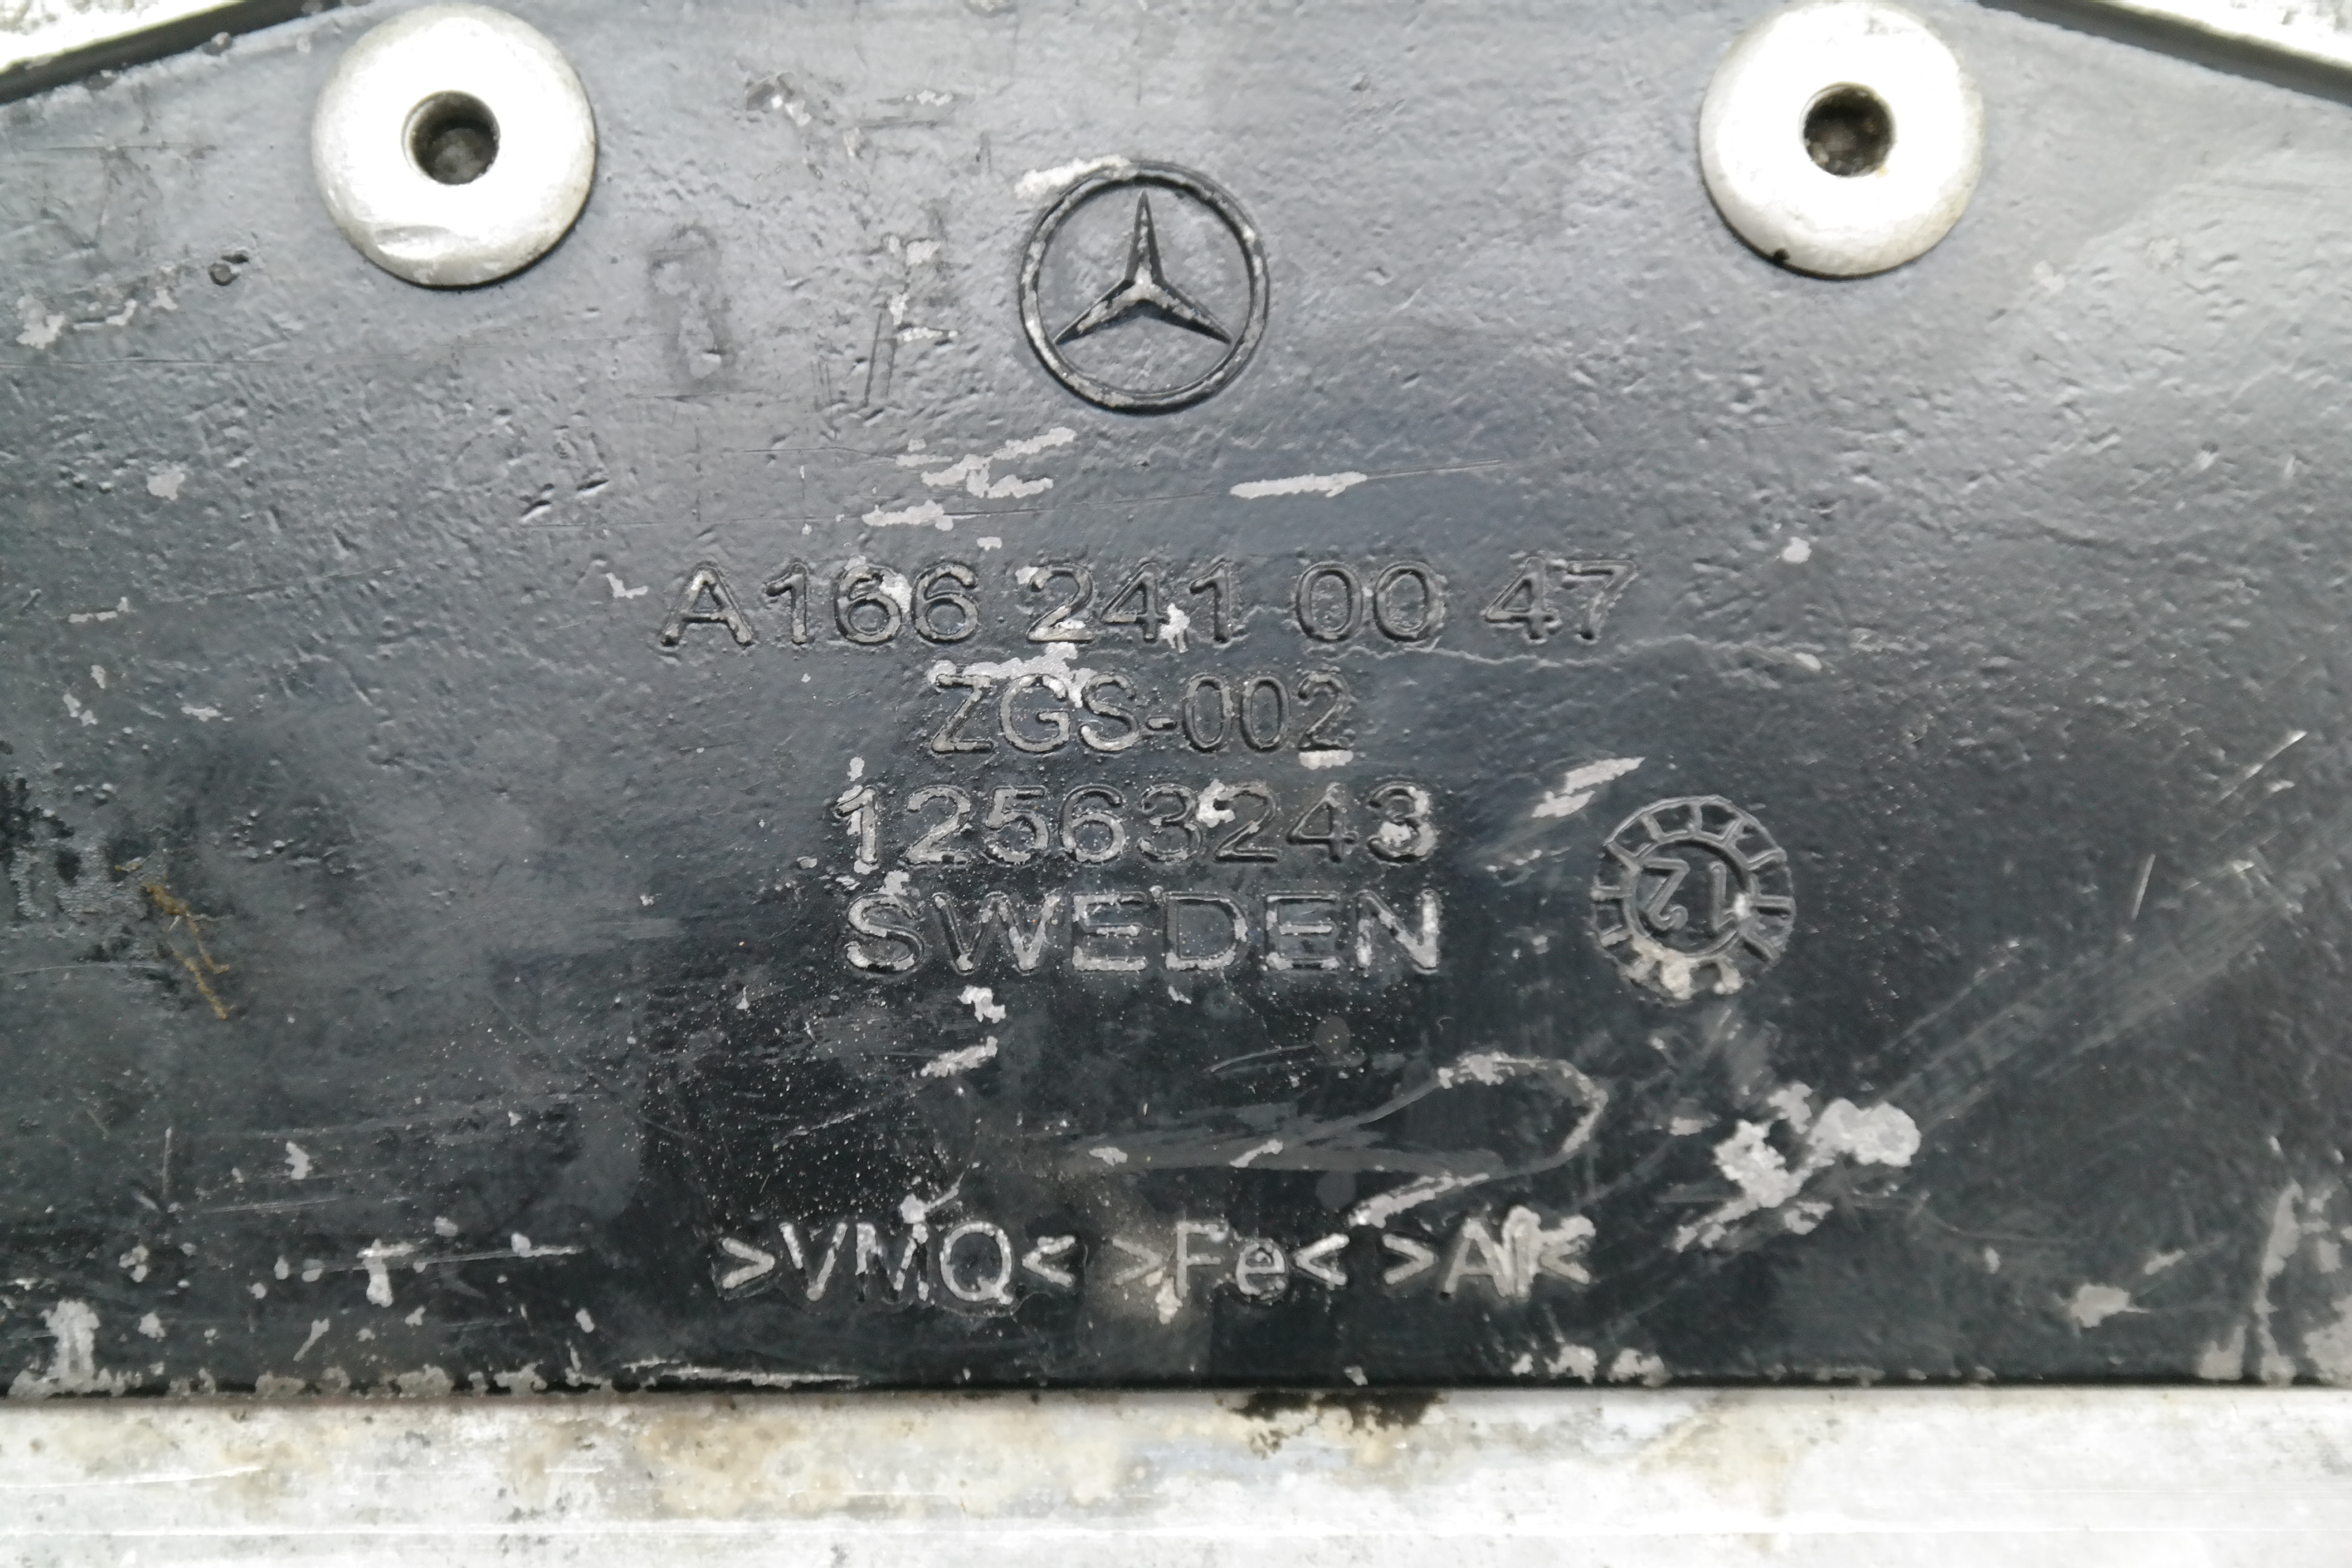 A166 241 00 47
ZGS-002
12563243
SWEDEN
12
>VMQ< >Fe< >Al<